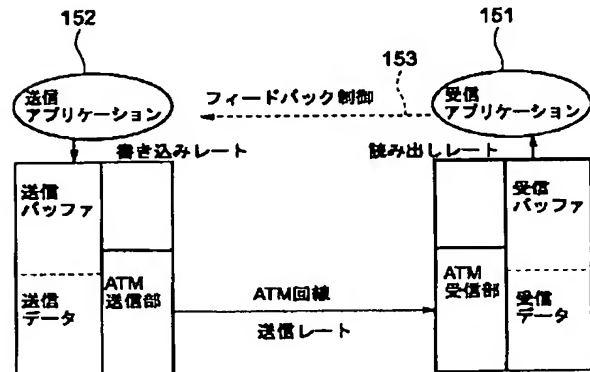 152
151
153
送信
アプリケーション
フィードバック制御
受信
アプリケーション
書き込みレート
読み出しレート
送信
バッファ
受信
バッファ
ATM
送信部
送信
データ
ATM回線
送信レート
ATM
受信部
受信
データ